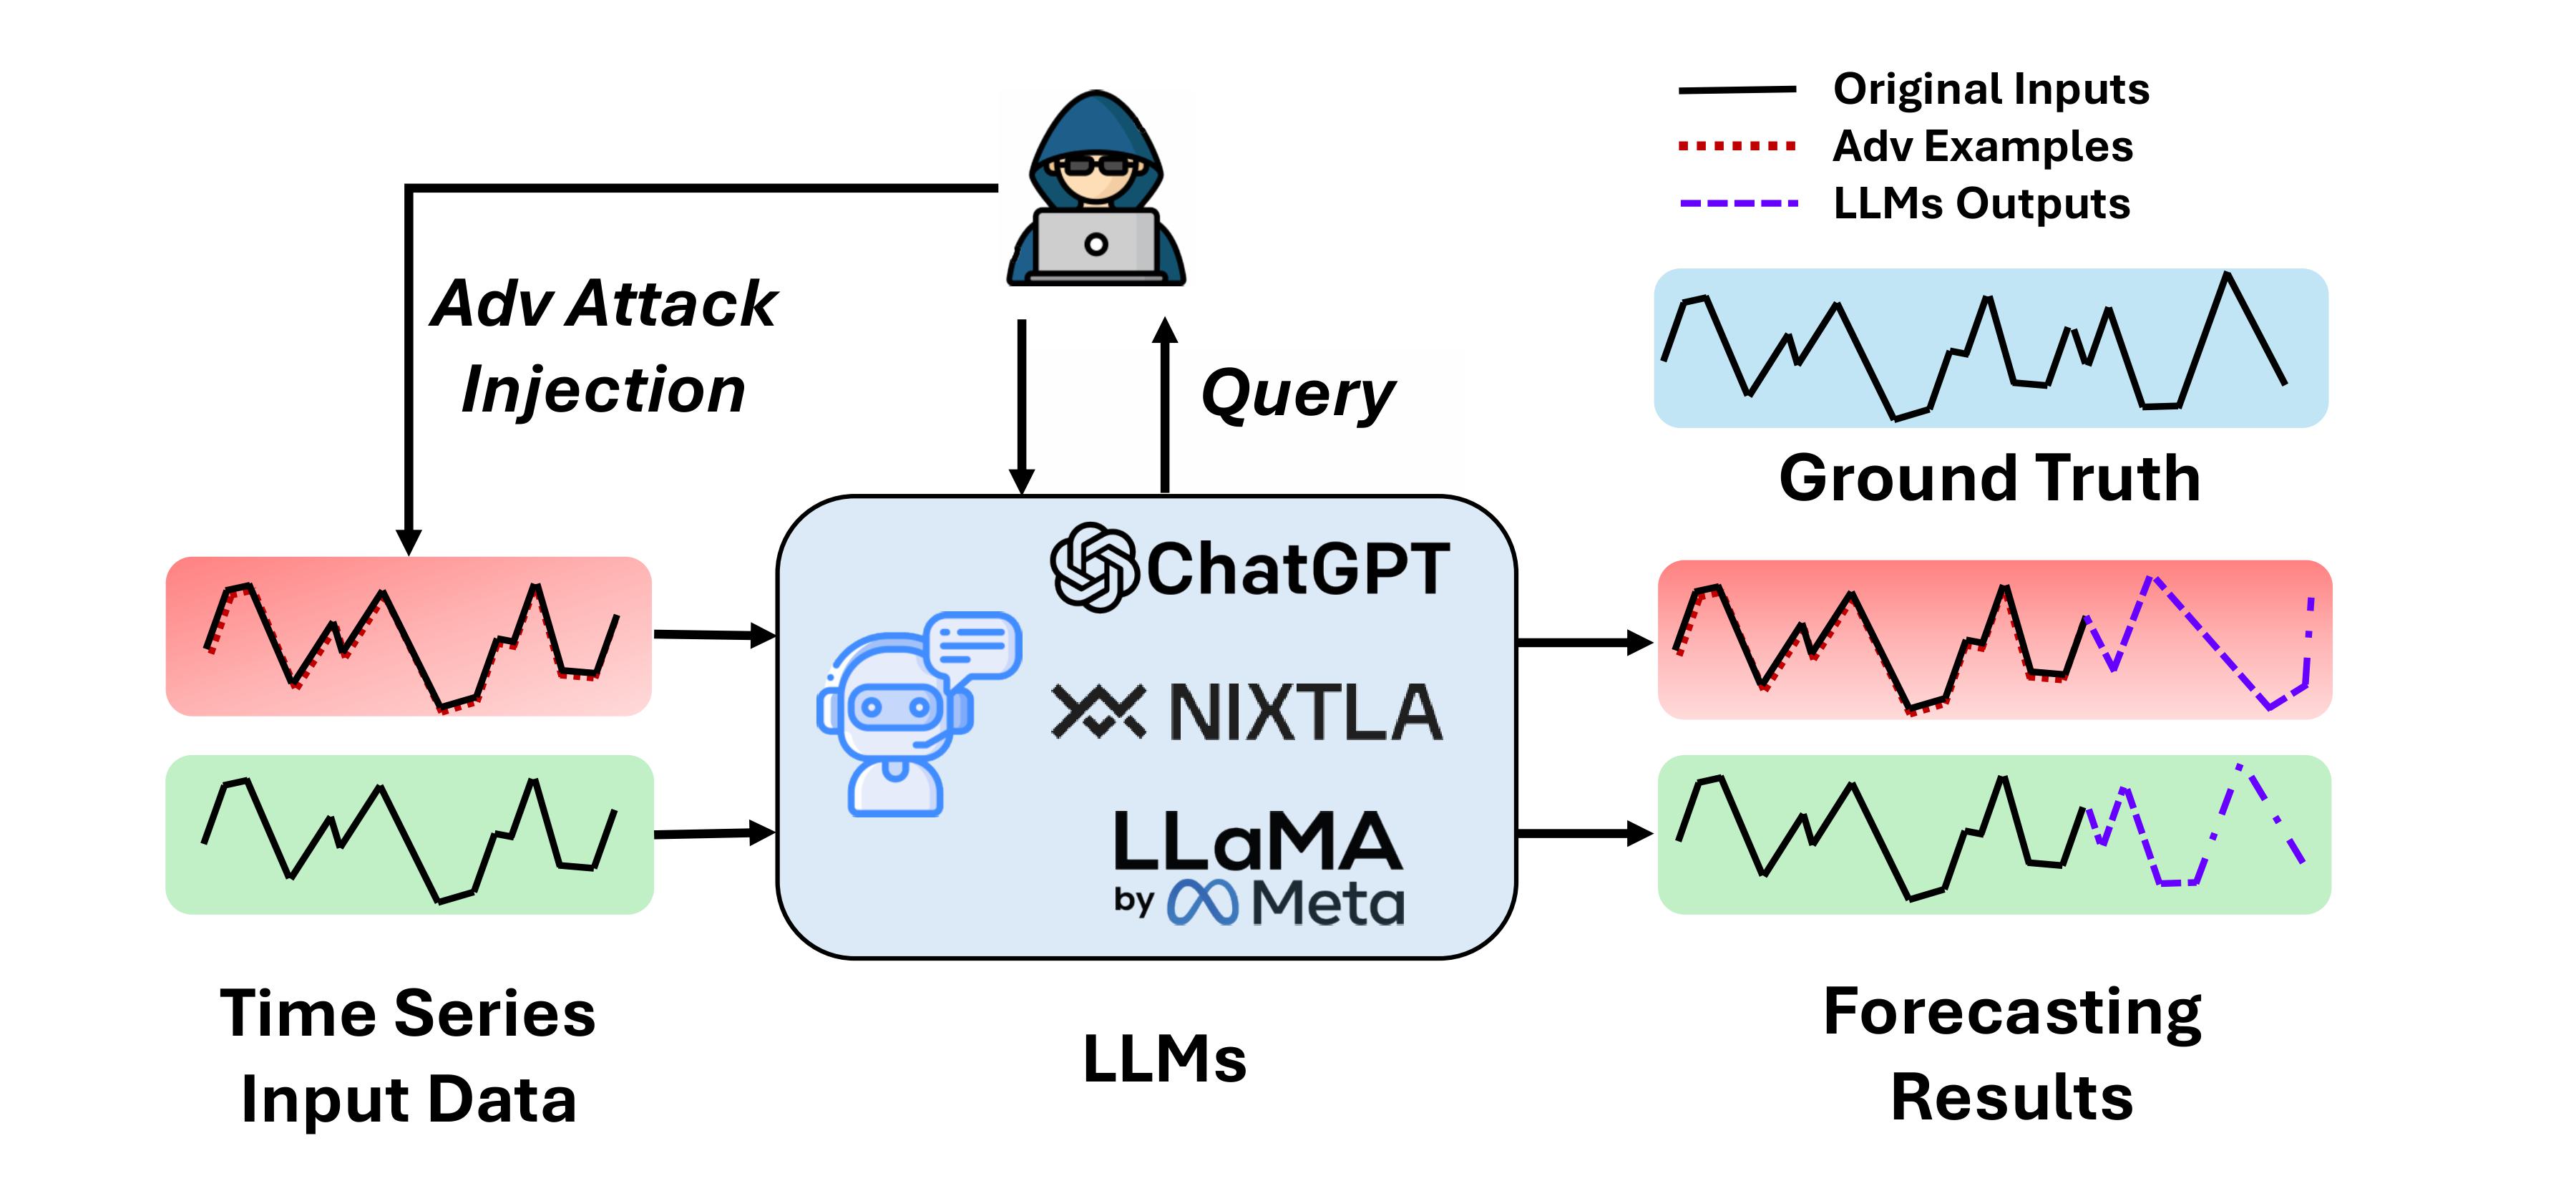 Original Inputs
Adv Examples
LLMs Outputs
Adv Attack
Injection
Query
Ground Truth
ChatGPT
NIXTLA
LLaMA
by Meta
Time Series
Input Data
LLMs
Forecasting
Results